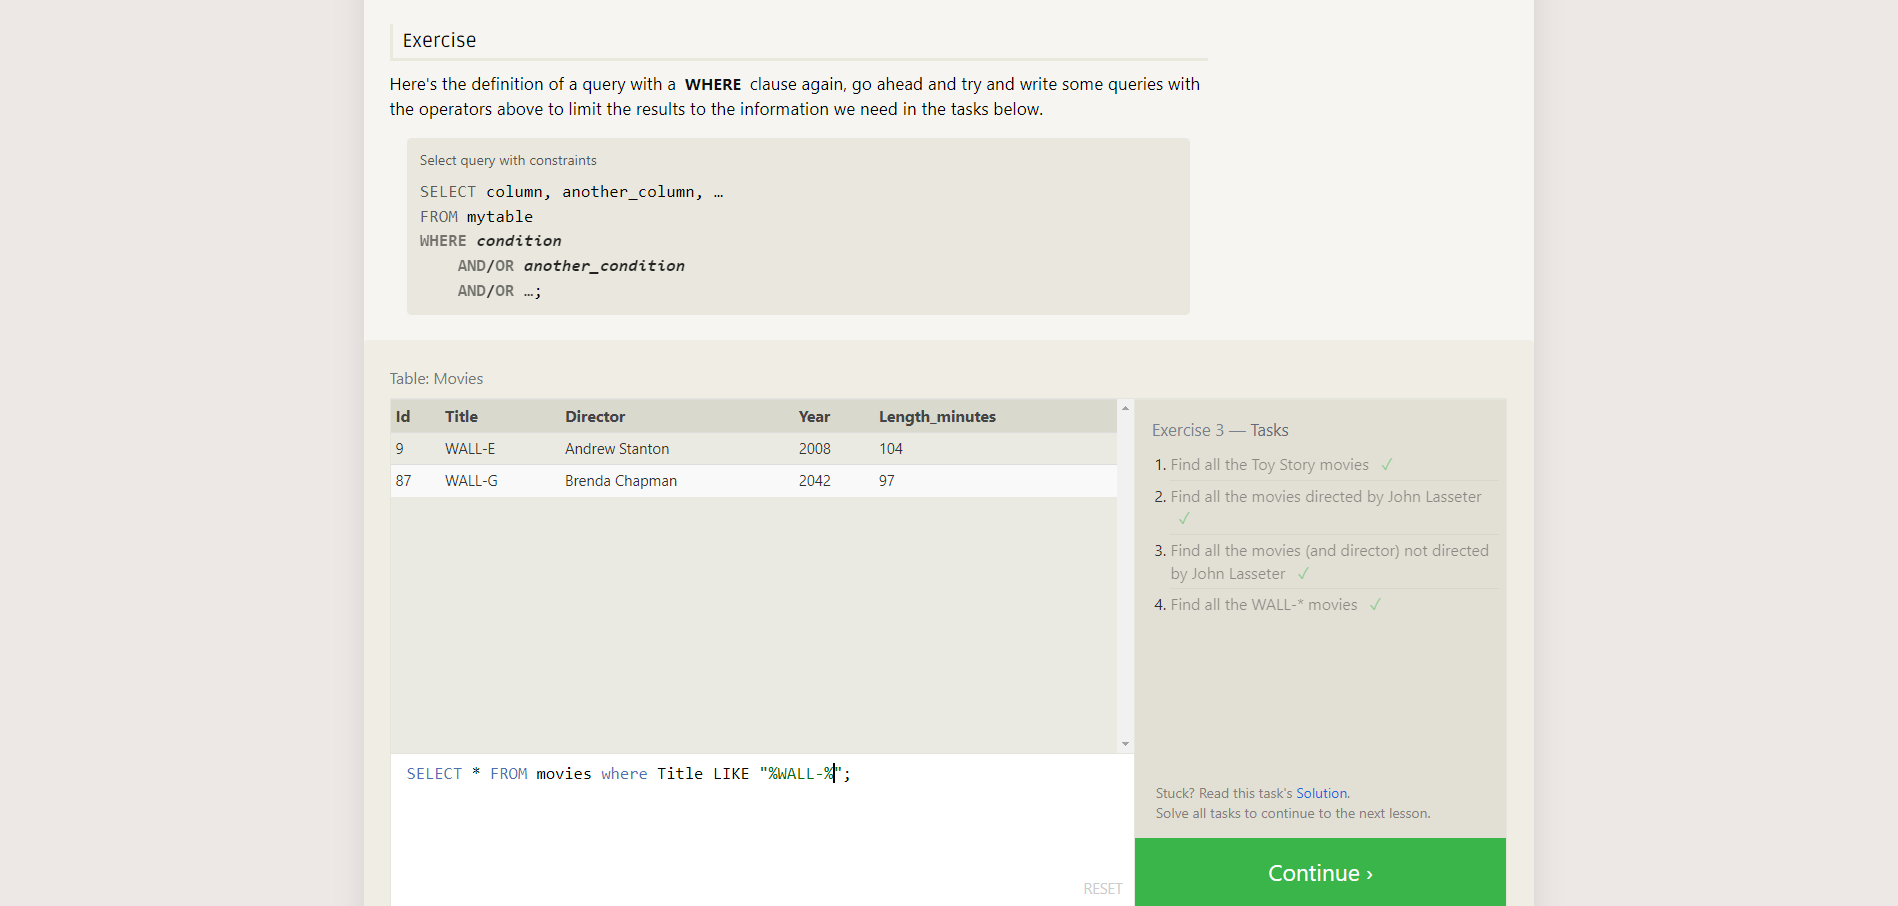 Exercise
Here's the definition of a query with a WHERE clause again, go ahead and try and write some queries with
the operators above to limit the results to the information we need in the tasks below.
Select query with constraints
SELECT column, another_column, …
FROM mytable
WHERE condition
AND/OR another_condition
AND/OR …;
Table: Movies
Id Title Director Year Length_minutes
9 WALL-E Andrew Stanton 2008 104
87 WALL-G Brenda Chapman 2042 97
SELECT * FROM movies where Title LIKE "%WALL-%";
RESET
Exercise 3 — Tasks
1. Find all the Toy Story movies ✓
2. Find all the movies directed by John Lasseter
✓
3. Find all the movies (and director) not directed
by John Lasseter ✓
4. Find all the WALL-* movies ✓
Stuck? Read this task's Solution.
Solve all tasks to continue to the next lesson.
Continue ›